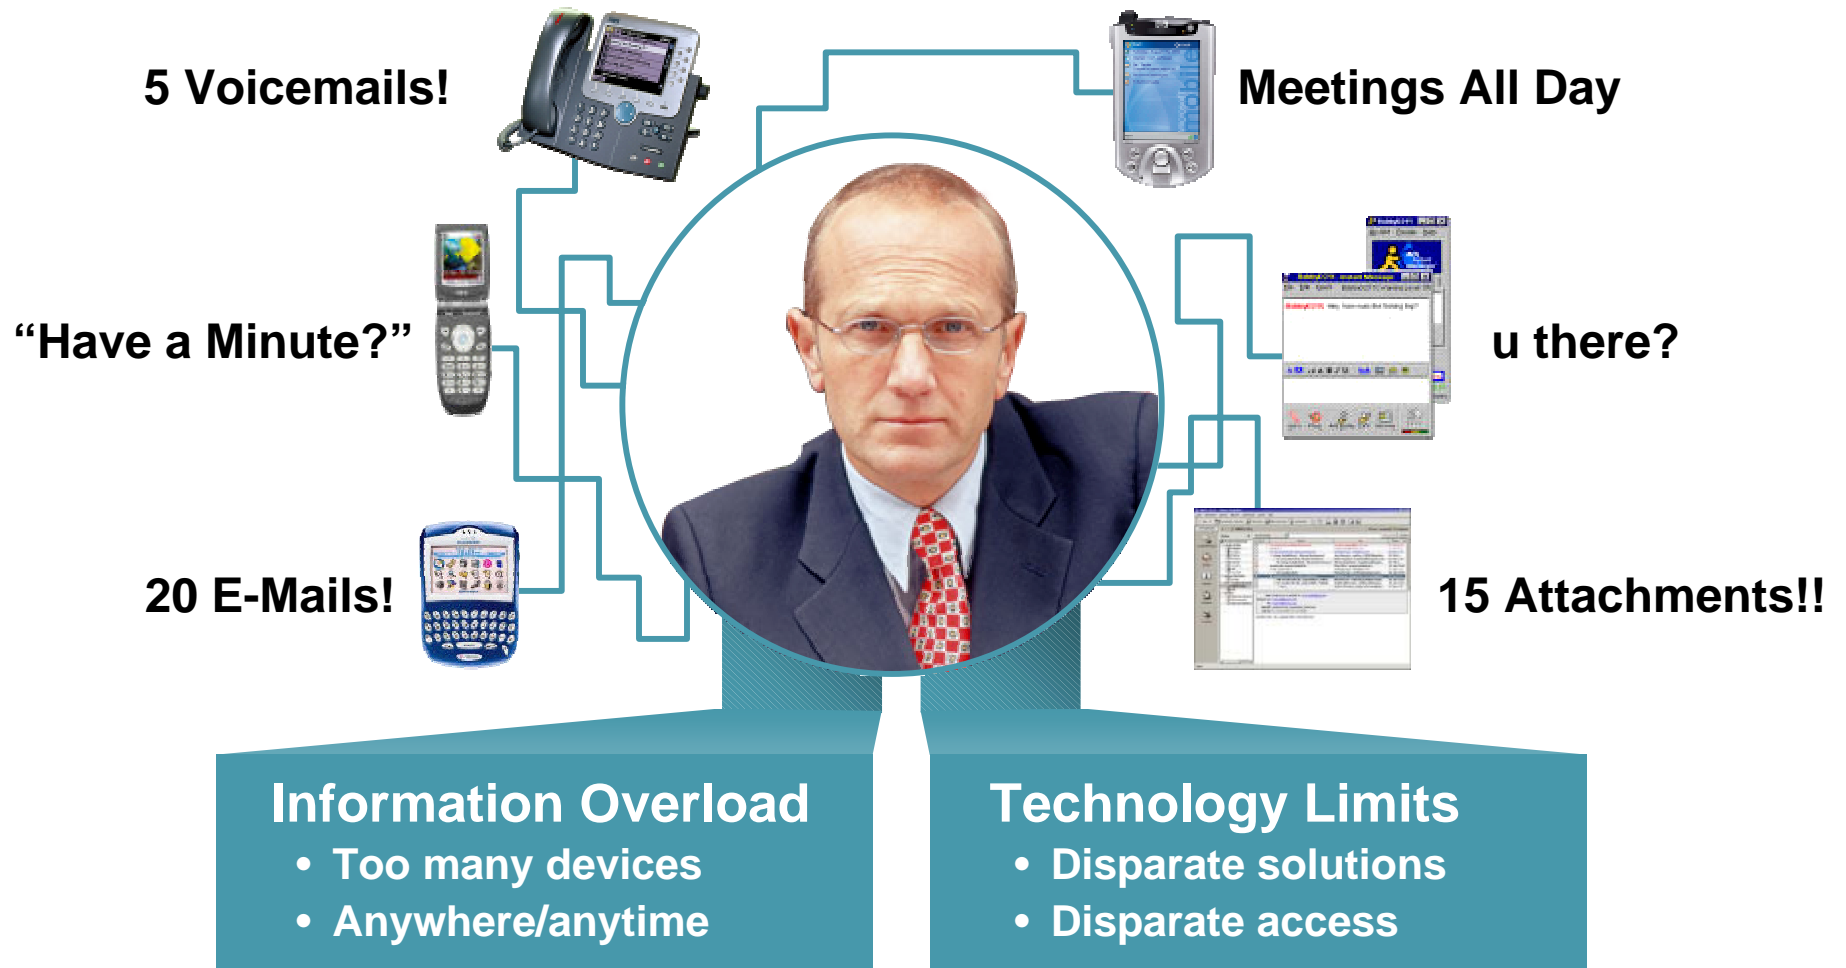 5 Voicemails!
Meetings All Day
“Have a Minute?”
u there?
20 E-Mails!
15 Attachments!!
Information Overload
• Too many devices
• Anywhere/anytime
Technology Limits
• Disparate solutions
• Disparate access